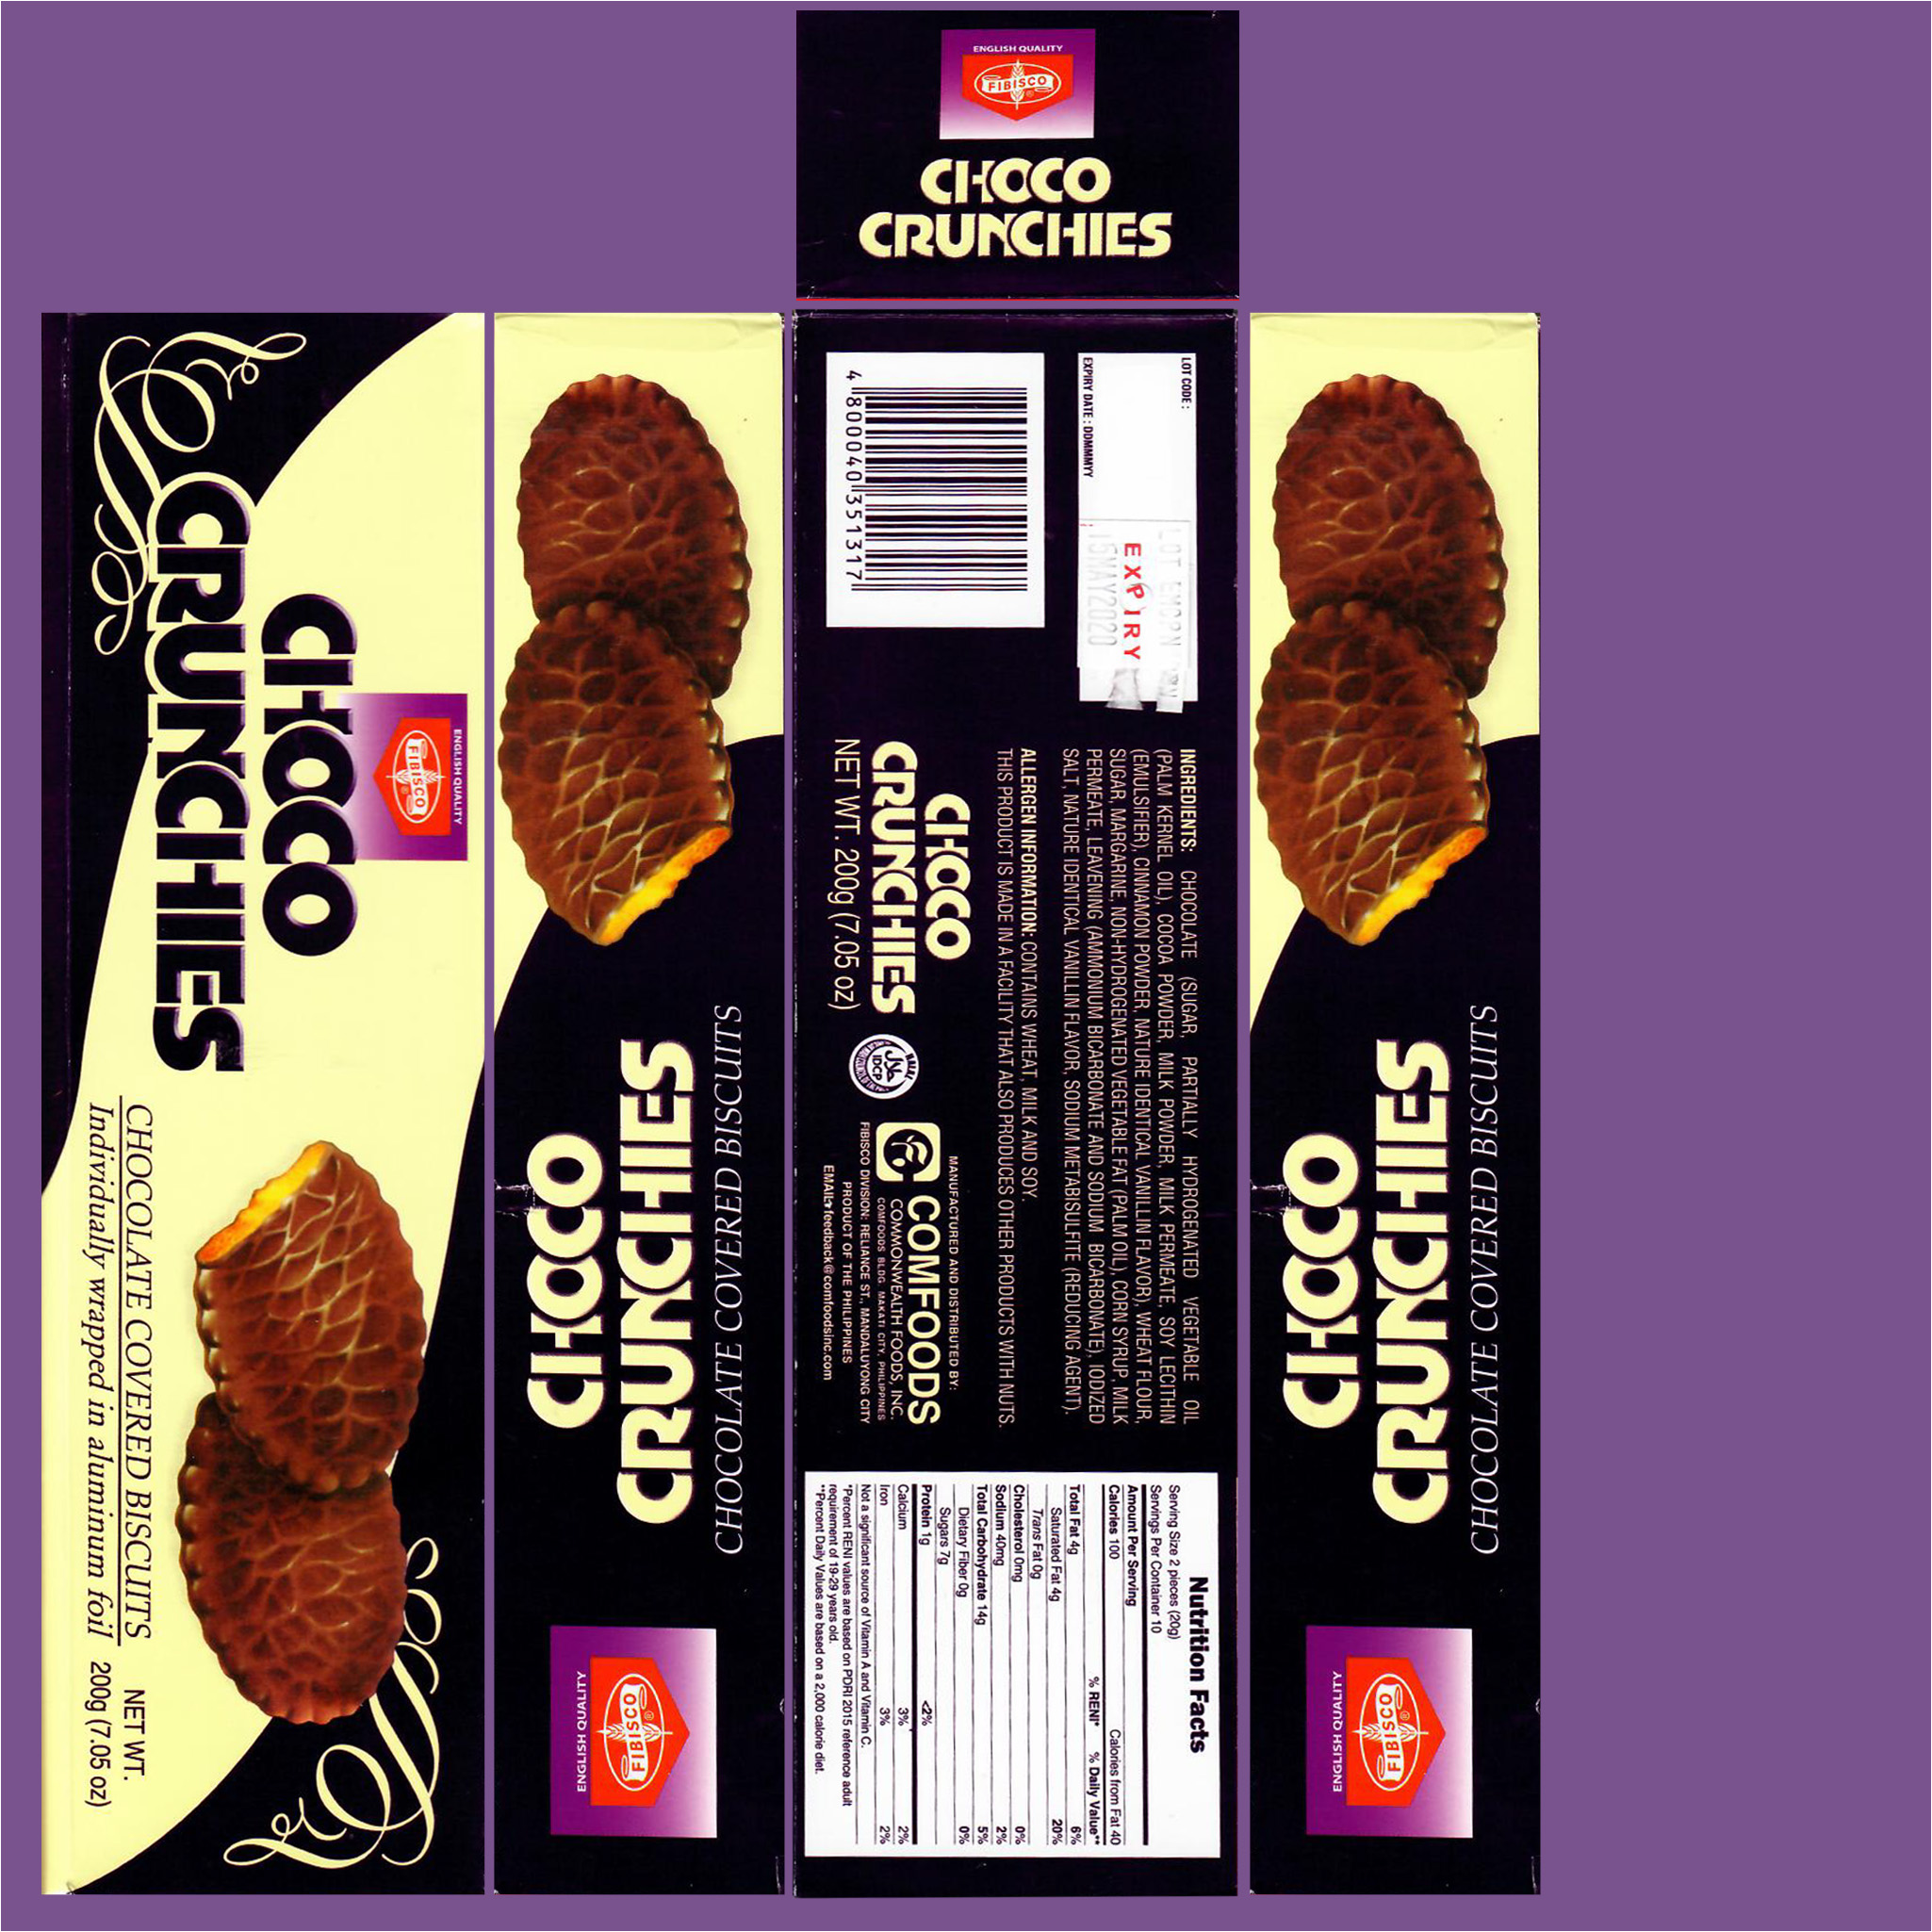 ENGLISH QUALITY
FIBISCO
CHOCO
CRUNCHIES
ENGLISH QUALITY
FIBISCO
CHOCO
CRUNCHIES
CHOCOLATE COVERED BISCUITS
Individually wrapped in aluminum foil
NET WT.
200g (7.05 oz)
CHOCOLATE COVERED BISCUITS
CRUNCHIES
CHOCO
FIBISCO
ENGLISH QUALITY
LOT CODE :
EXPIRY DATE : DDMMMYY
EXPIRY
15MAY2020
4 800040 351317
INGREDIENTS: CHOCOLATE (SUGAR, PARTIALLY HYDROGENATED VEGETABLE OIL
(PALM KERNEL OIL), COCOA POWDER, MILK POWDER, MILK PERMEATE, SOY LECITHIN
(EMULSIFIER), CINNAMON POWDER, NATURE IDENTICAL VANILLIN FLAVOR), WHEAT FLOUR,
SUGAR, MARGARINE, NON-HYDROGENATED VEGETABLE FAT (PALM OIL), CORN SYRUP, MILK
PERMEATE, LEAVENING (AMMONIUM BICARBONATE AND SODIUM BICARBONATE), IODIZED
SALT, NATURE IDENTICAL VANILLIN FLAVOR, SODIUM METABISULFITE (REDUCING AGENT).
ALLERGEN INFORMATION: CONTAINS WHEAT, MILK AND SOY.
THIS PRODUCT IS MADE IN A FACILITY THAT ALSO PRODUCES OTHER PRODUCTS WITH NUTS.
CHOCO
CRUNCHIES
NET WT. 200g (7.05 oz)
HALAL
حلال
IDCP
MANUFACTURED AND DISTRIBUTED BY:
COMFOODS
COMMONWEALTH FOODS, INC.
COMFOODS BLDG. MAKATI CITY, PHILIPPINES
FIBISCO DIVISION: RELIANCE ST., MANDALUYONG CITY
PRODUCT OF THE PHILIPPINES
EMAIL: feedback@comfoodsinc.com
Nutrition Facts
Serving Size 2 pieces (20g)
Servings Per Container 10
Amount Per Serving
Calories 100 Calories from Fat 40
% RENI* % Daily Value**
Total Fat 4g 6%
Saturated Fat 4g 20%
Trans Fat 0g
Cholesterol 0mg 0%
Sodium 40mg 2%
Total Carbohydrate 14g 5%
Dietary Fiber 0g 0%
Sugars 7g
Protein 1g <2%
Calcium 3% 2%
Iron 3% 2%
Not a significant source of Vitamin A and Vitamin C.
*Percent RENI values are based on PDRI 2015 reference adult
requirement of 19-29 years old.
**Percent Daily Values are based on a 2,000 calorie diet.
CHOCOLATE COVERED BISCUITS
CRUNCHIES
CHOCO
FIBISCO
ENGLISH QUALITY